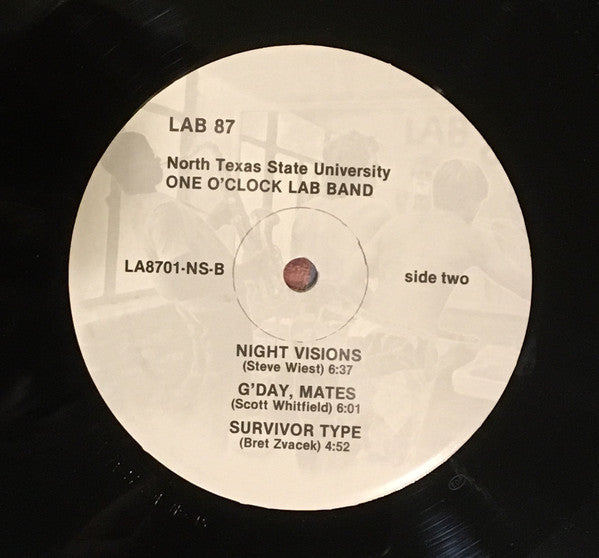 LAB 87
North Texas State University
ONE O'CLOCK LAB BAND
LA8701-NS-B
side two
NIGHT VISIONS
(Steve Wiest) 6:37
G'DAY, MATES
(Scott Whitfield) 6:01
SURVIVOR TYPE
(Bret Zvacek) 4:52